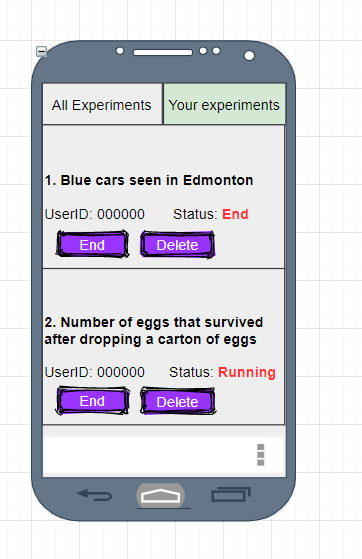 All Experiments
Your experiments
1. Blue cars seen in Edmonton
UserID: 000000
Status: End
End
Delete
2. Number of eggs that survived
after dropping a carton of eggs
UserID: 000000
Status: Running
End
Delete